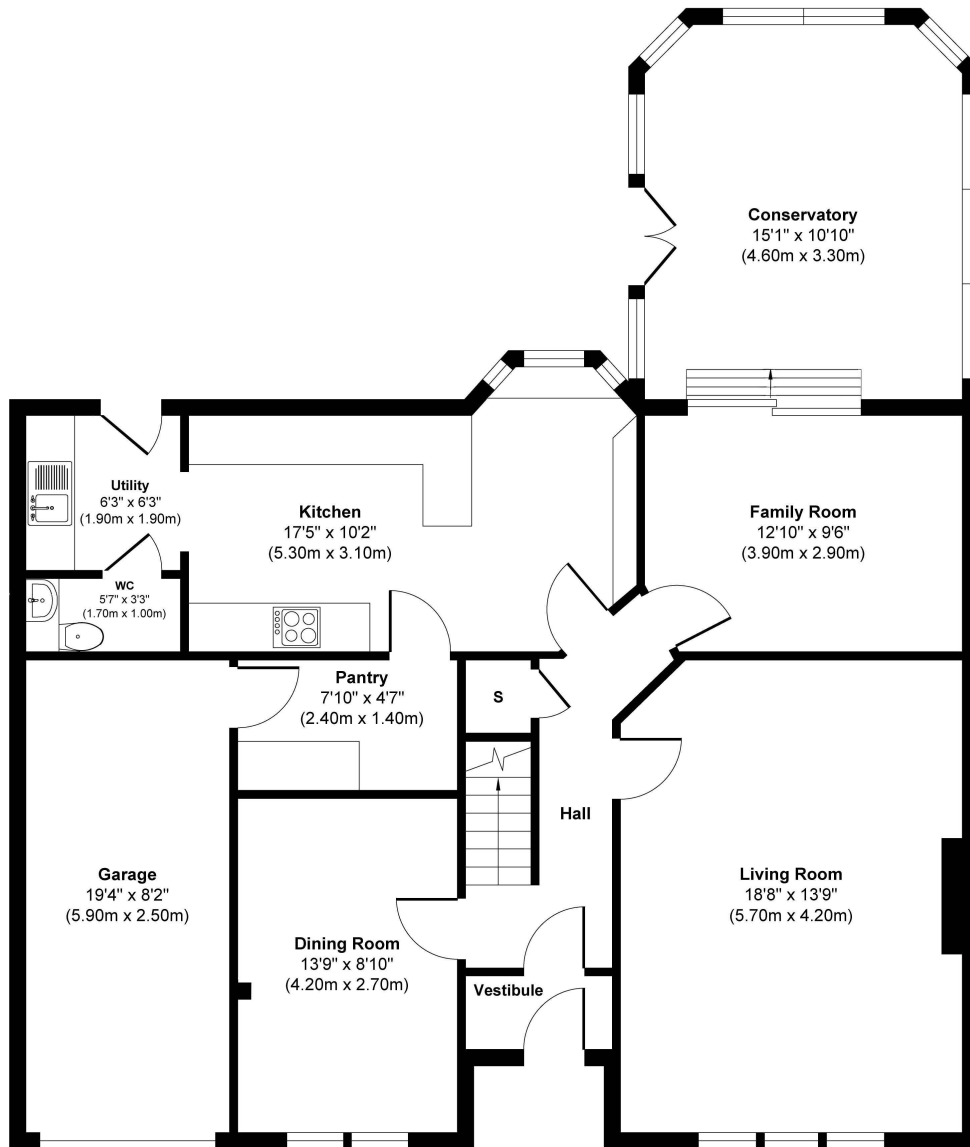 Conservatory
15'1" x 10'10"
(4.60m x 3.30m)
Utility
6'3" x 6'3"
(1.90m x 1.90m)
Kitchen
17'5" x 10'2"
(5.30m x 3.10m)
Family Room
12'10" x 9'6"
(3.90m x 2.90m)
WC
5'7" x 3'3"
(1.70m x 1.00m)
Pantry
7'10" x 4'7"
(2.40m x 1.40m)
S
Hall
Garage
19'4" x 8'2"
(5.90m x 2.50m)
Living Room
18'8" x 13'9"
(5.70m x 4.20m)
Dining Room
13'9" x 8'10"
(4.20m x 2.70m)
Vestibule